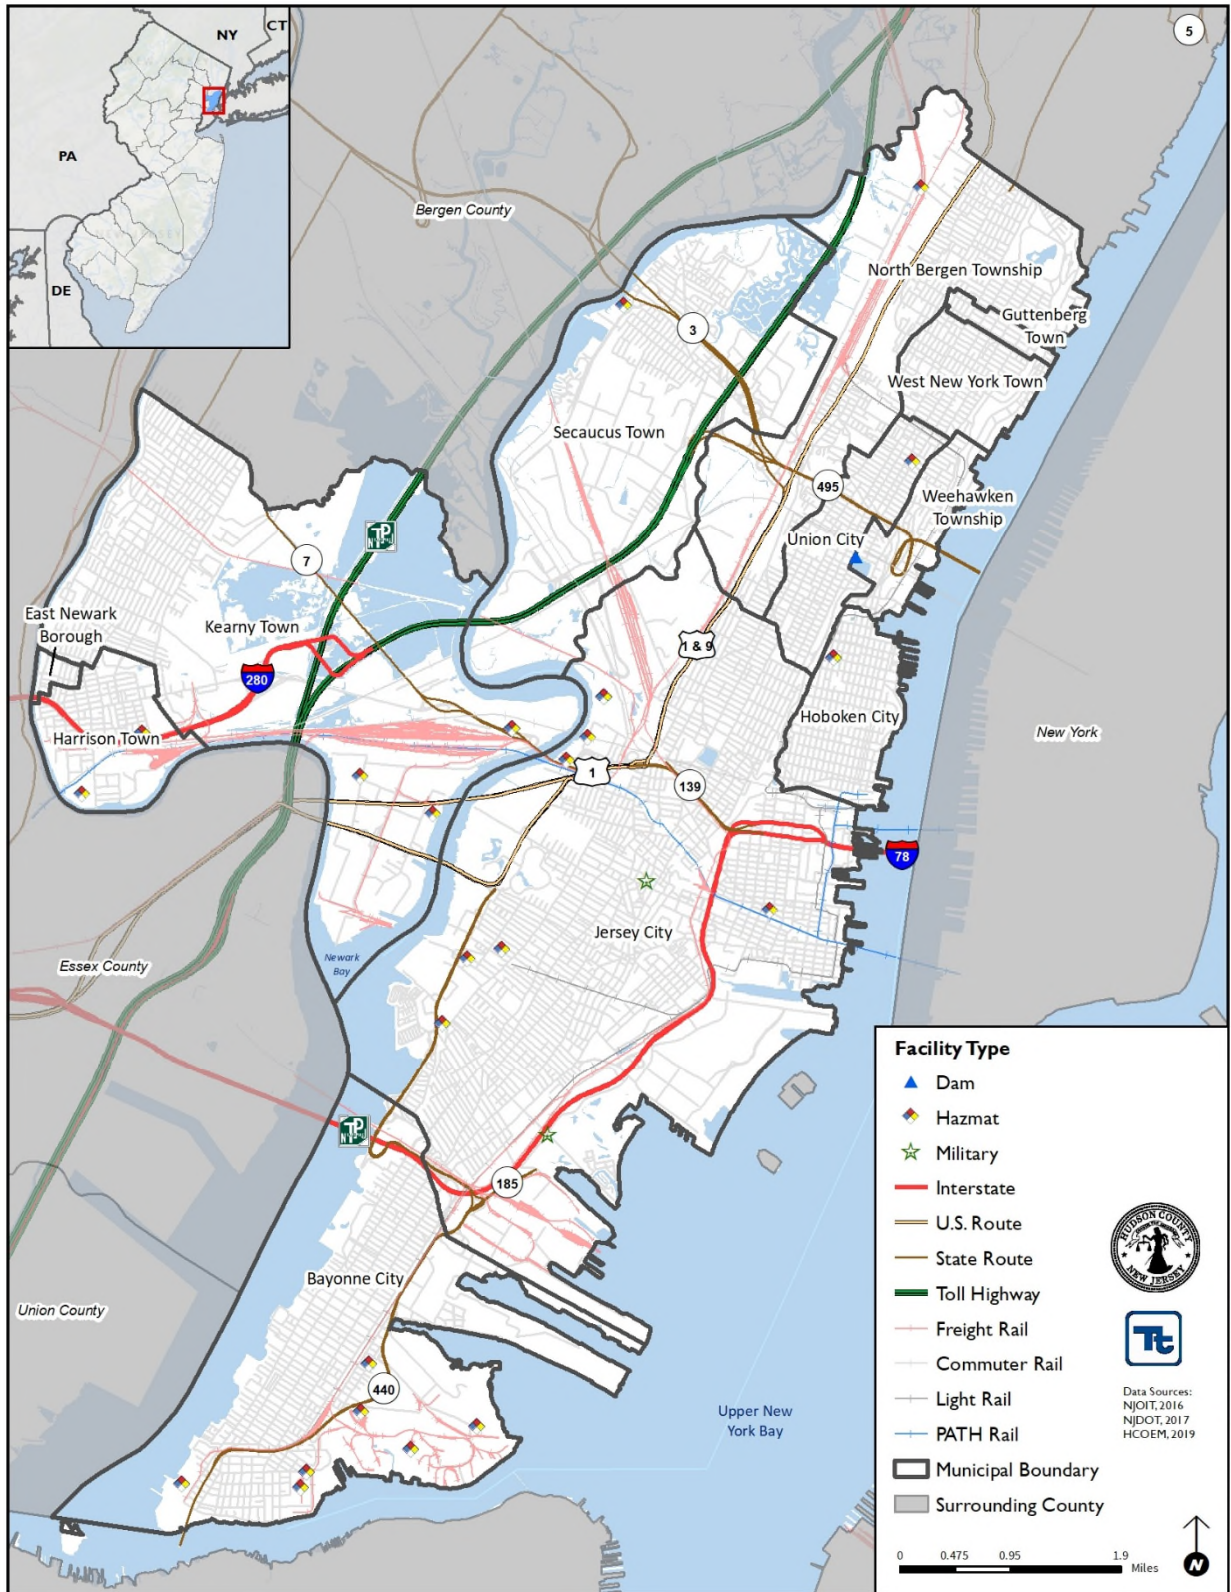 NY
CT
PA
DE
5
Bergen County
North Bergen Township
Guttenberg
Town
3
West New York Town
Secaucus Town
495
Weehawken
Township
Union City
7
East Newark
Borough
Kearny Town
1 & 9
280
Hoboken City
Harrison Town
New York
1
139
78
Jersey City
Newark
Bay
Essex County
185
Bayonne City
Union County
440
Upper New
York Bay
Facility Type
Dam
Hazmat
Military
Interstate
U.S. Route
State Route
Toll Highway
Freight Rail
Commuter Rail
Light Rail
PATH Rail
Municipal Boundary
Surrounding County
HUDSON COUNTY
NEW JERSEY
Tt
Data Sources:
NJOIT, 2016
NJDOT, 2017
HCOEM, 2019
0 0.475 0.95 1.9
Miles
N